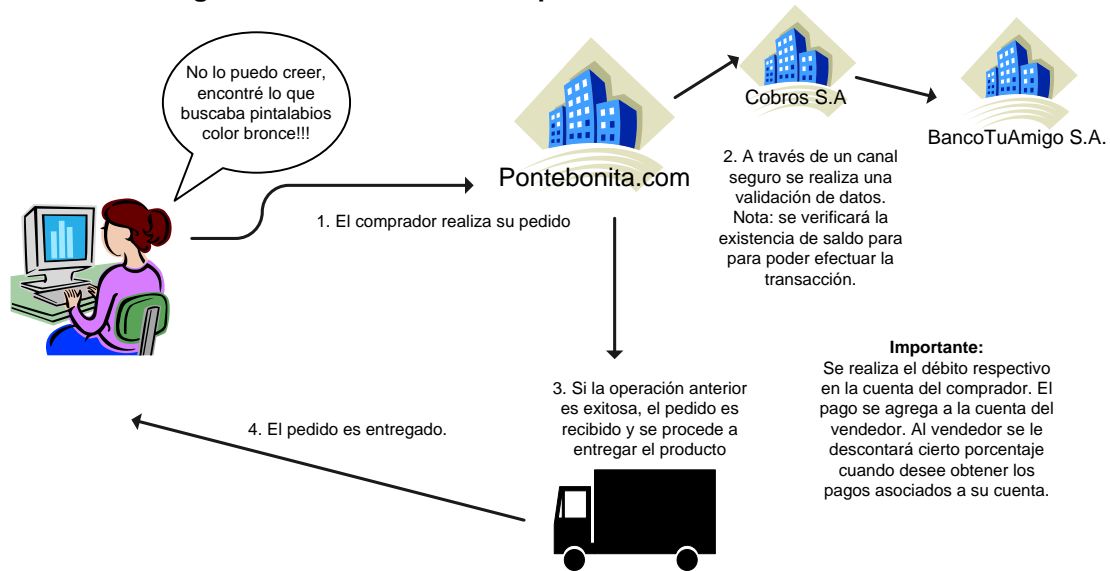 No lo puedo creer,
encontré lo que
buscaba pintalabios
color bronce!!!
Pontebonita.com
Cobros S.A
BancoTuAmigo S.A.
1. El comprador realiza su pedido
2. A través de un canal
seguro se realiza una
validación de datos.
Nota: se verificará la
existencia de saldo para
para poder efectuar la
transacción.
3. Si la operación anterior
es exitosa, el pedido es
recibido y se procede a
entregar el producto
4. El pedido es entregado.
Importante:
Se realiza el débito respectivo
en la cuenta del comprador. El
pago se agrega a la cuenta del
vendedor. Al vendedor se le
descontará cierto porcentaje
cuando desee obtener los
pagos asociados a su cuenta.